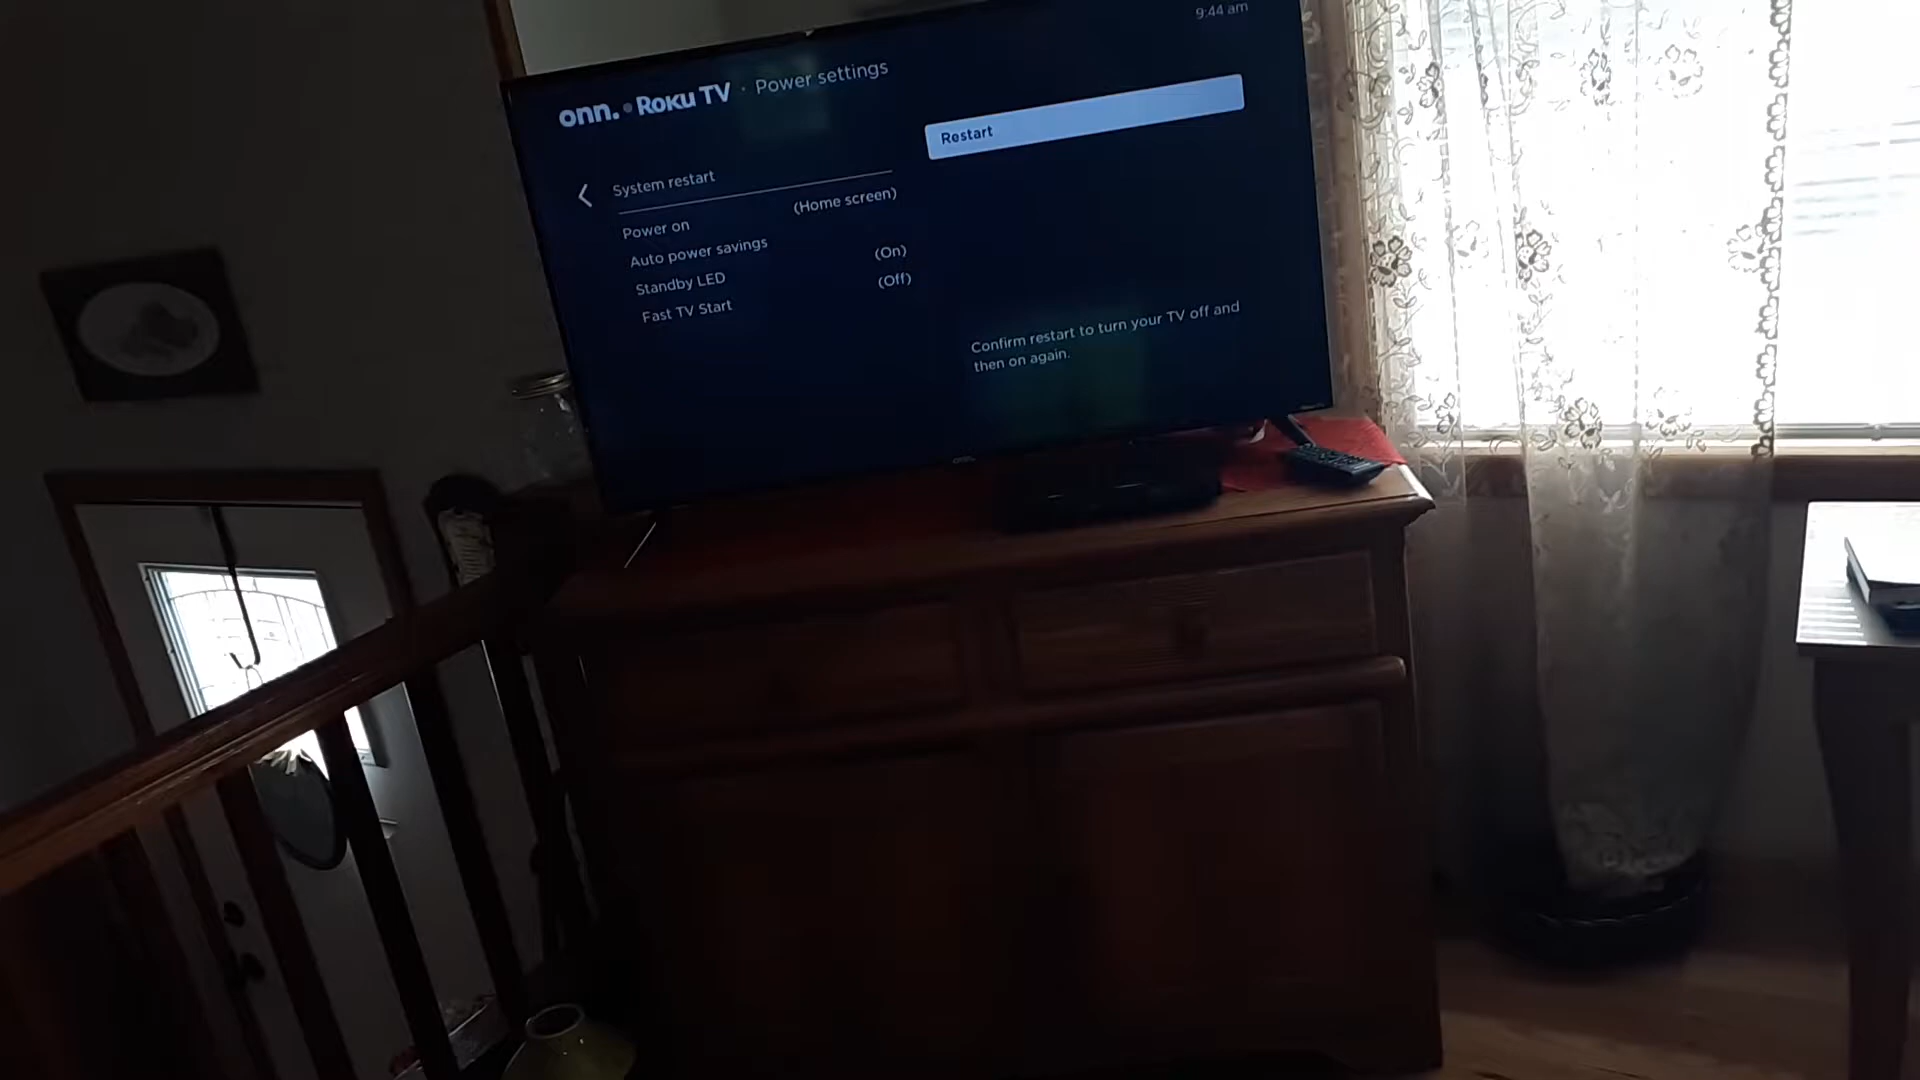 9:44 am
onn. • Roku TV · Power settings
Restart
System restart
Power on (Home screen)
Auto power savings
Standby LED (On)
Fast TV Start (Off)
Confirm restart to turn your TV off and
then on again.
onn.